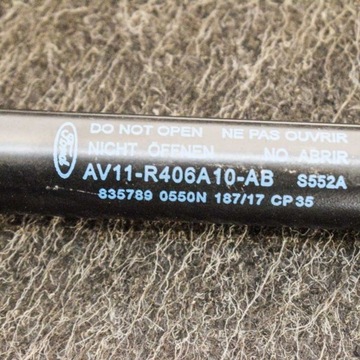 Ford
DO NOT OPEN NE PAS OUVRIR
NICHT ÖFFNEN NO ABRIR
AV11-R406A10-AB S552A
835789 0550N 187/17 CP35